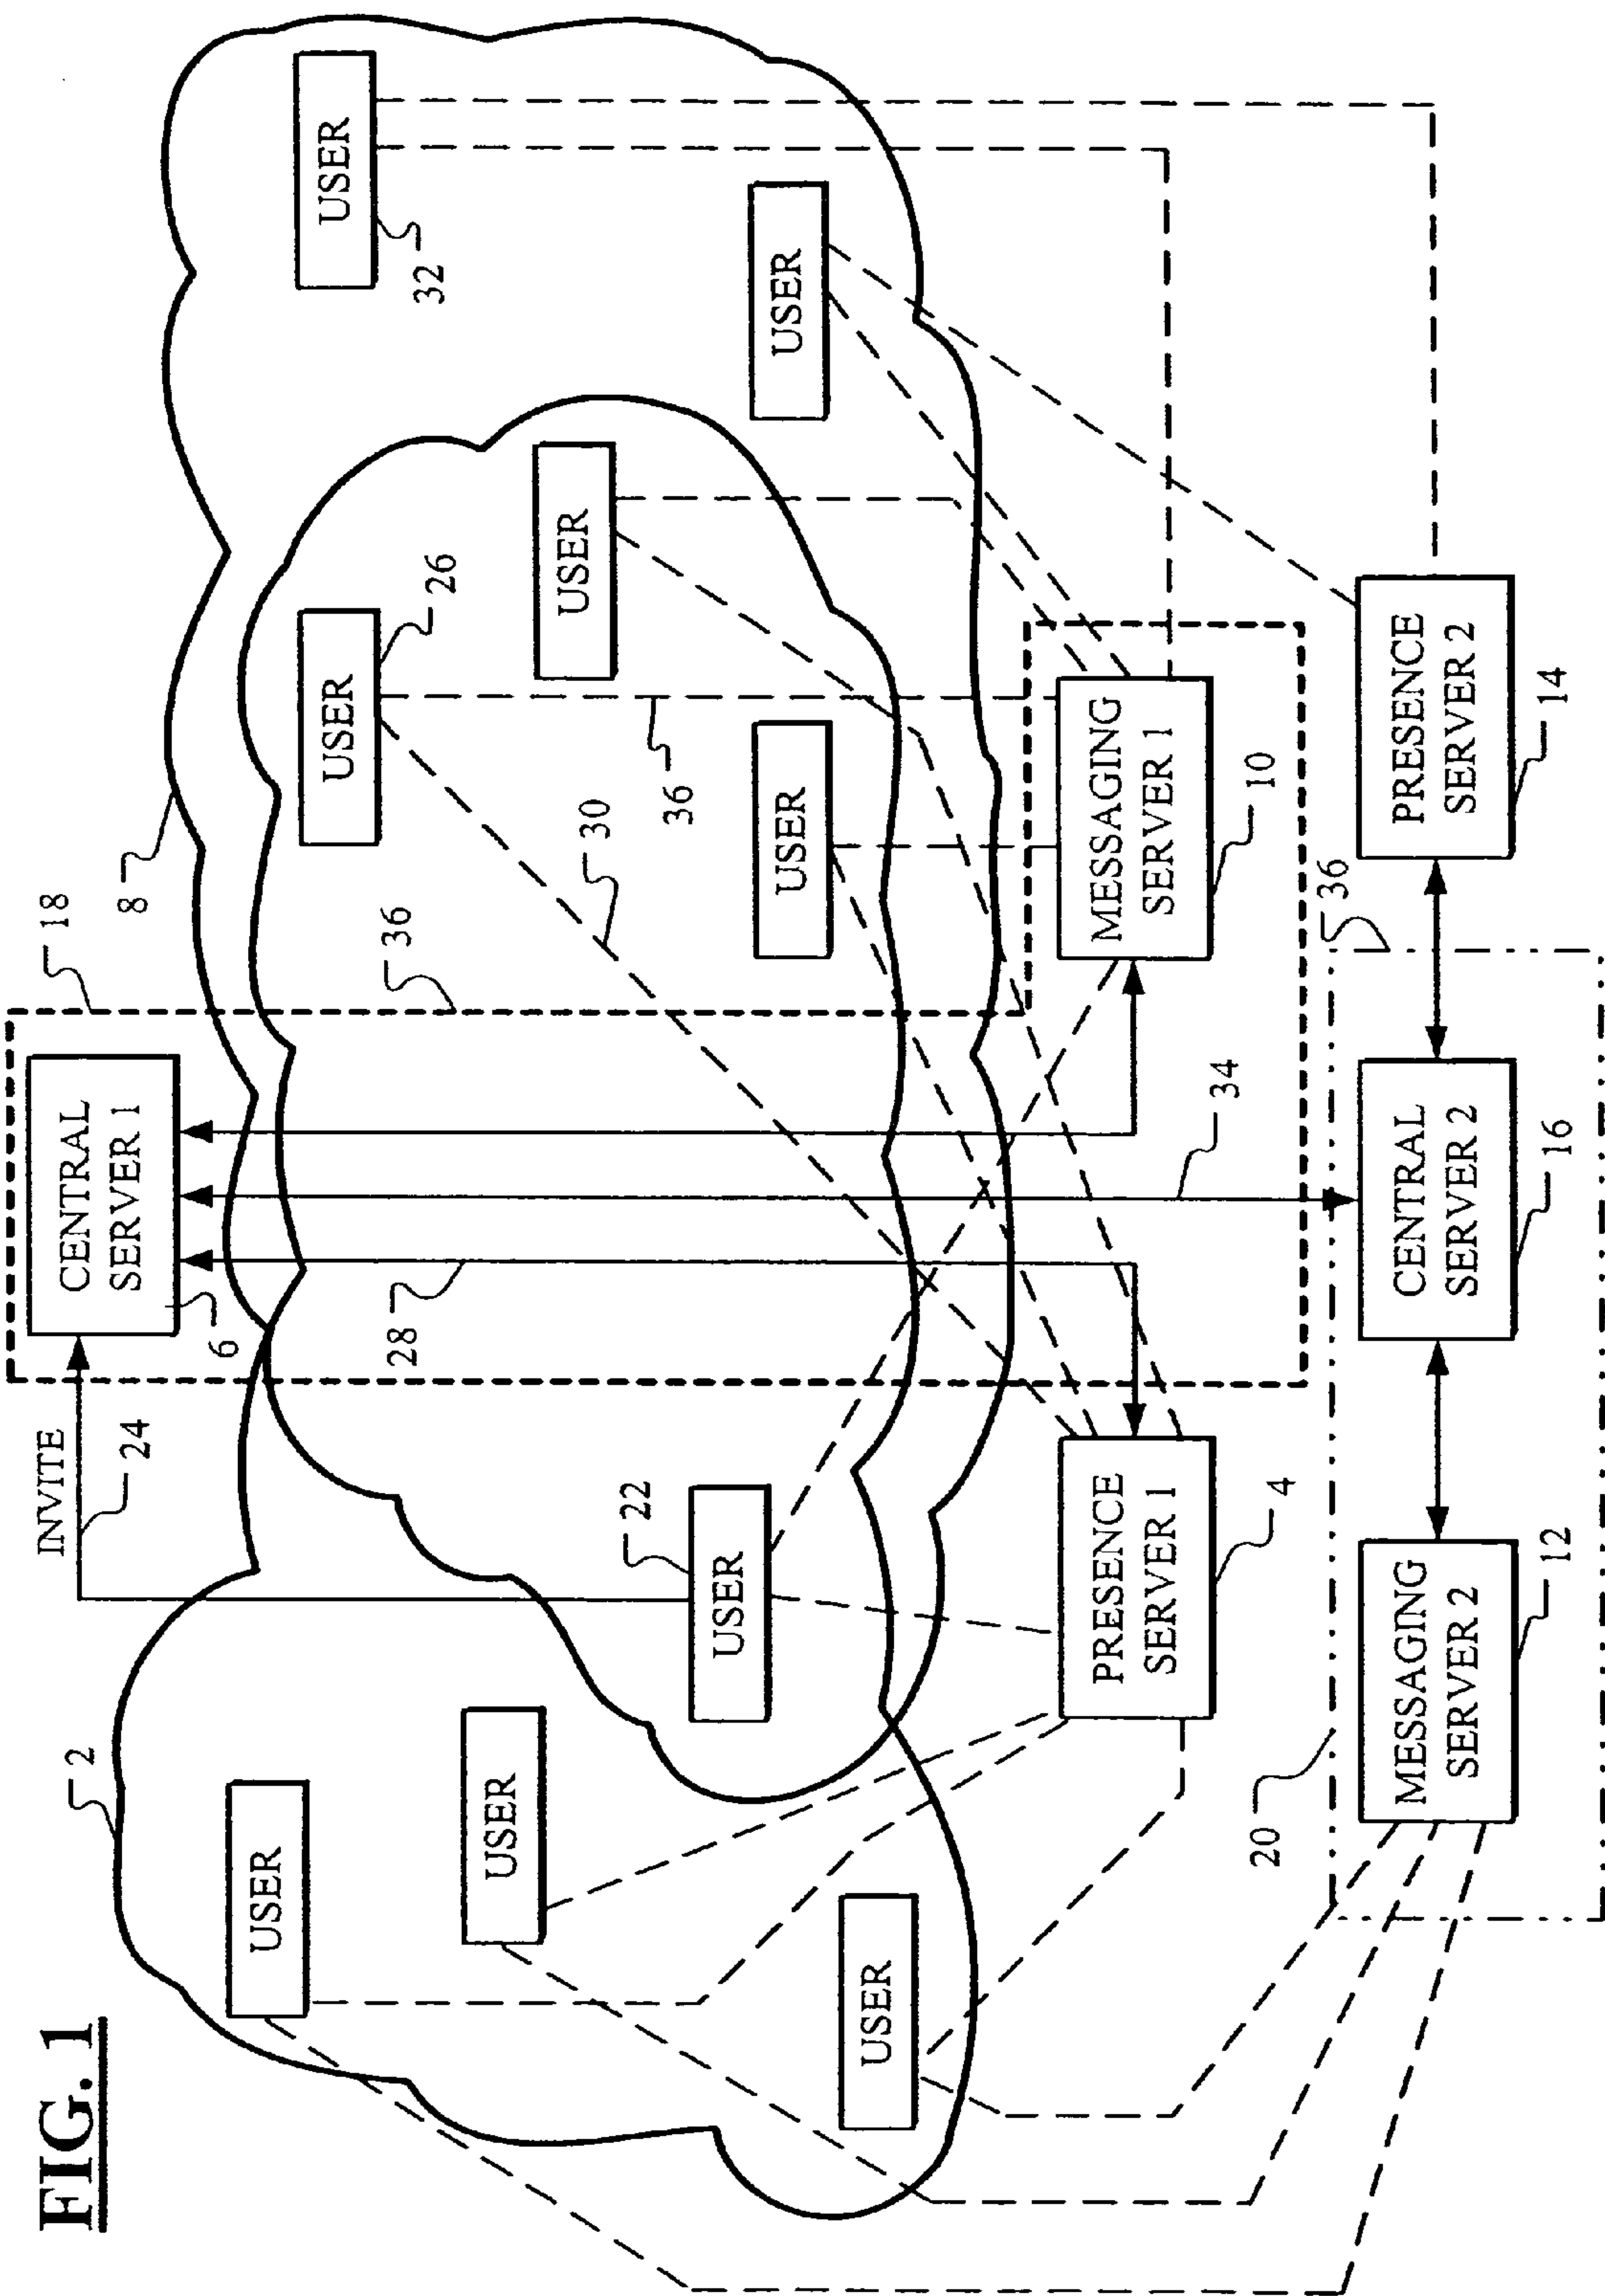 FIG. 1
INVITE
24
CENTRAL
SERVER 1
6
18
8
2
USER
USER
26
USER
32
28
36
USER
USER
30
36
22
USER
USER
USER
USER
PRESENCE
SERVER 1
4
MESSAGING
SERVER 1
10
34
20
36
MESSAGING
SERVER 2
12
CENTRAL
SERVER 2
16
PRESENCE
SERVER 2
14